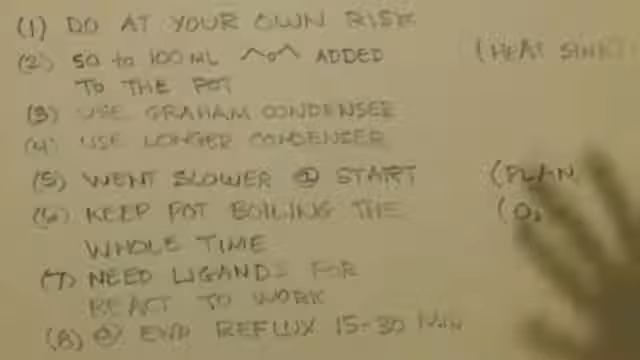 (1) DO AT YOUR OWN RISK
(2) 50 to 100 ML ^o^ ADDED (HEAT SINK)
TO THE POT
(3) USE GRAHAM CONDENSER
(4) USE LONGER CONDENSER
(5) WENT SLOWER @ START (PLAN
(6) KEEP POT BOILING THE (O₂
WHOLE TIME
(7) NEED LIGANDS FOR
REACT TO WORK
(8) @ END REFLUX 15-30 MIN